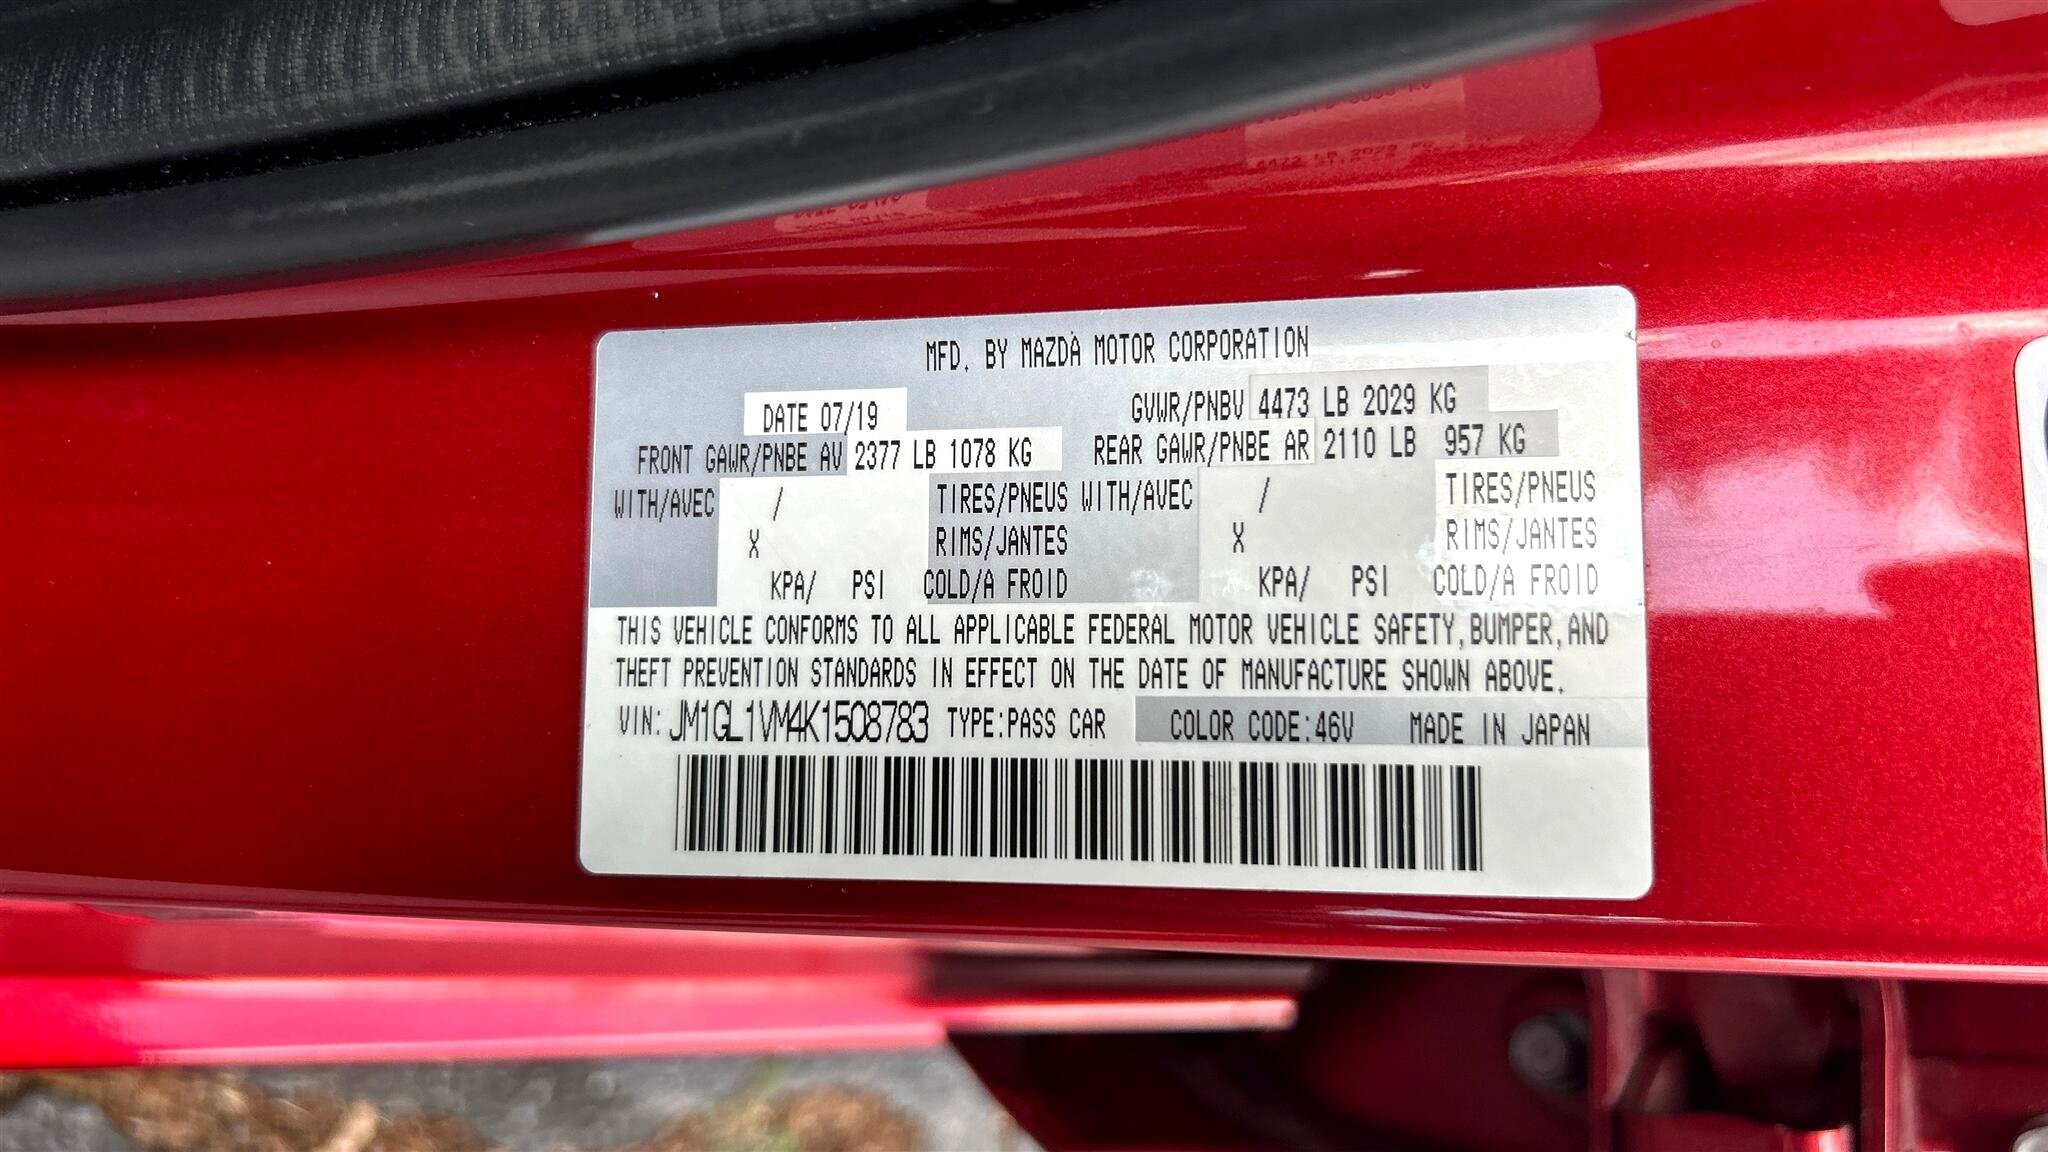 MFD. BY MAZDA MOTOR CORPORATION
DATE 07/19 GVWR/PNBV 4473 LB 2029 KG
FRONT GAWR/PNBE AV 2377 LB 1078 KG REAR GAWR/PNBE AR 2110 LB 957 KG
WITH/AVEC / TIRES/PNEUS WITH/AVEC / TIRES/PNEUS
X RIMS/JANTES X RIMS/JANTES
KPA/ PSI COLD/A FROID KPA/ PSI COLD/A FROID
THIS VEHICLE CONFORMS TO ALL APPLICABLE FEDERAL MOTOR VEHICLE SAFETY, BUMPER, AND
THEFT PREVENTION STANDARDS IN EFFECT ON THE DATE OF MANUFACTURE SHOWN ABOVE.
VIN: JM1GL1VM4K1508783 TYPE:PASS CAR COLOR CODE:46V MADE IN JAPAN